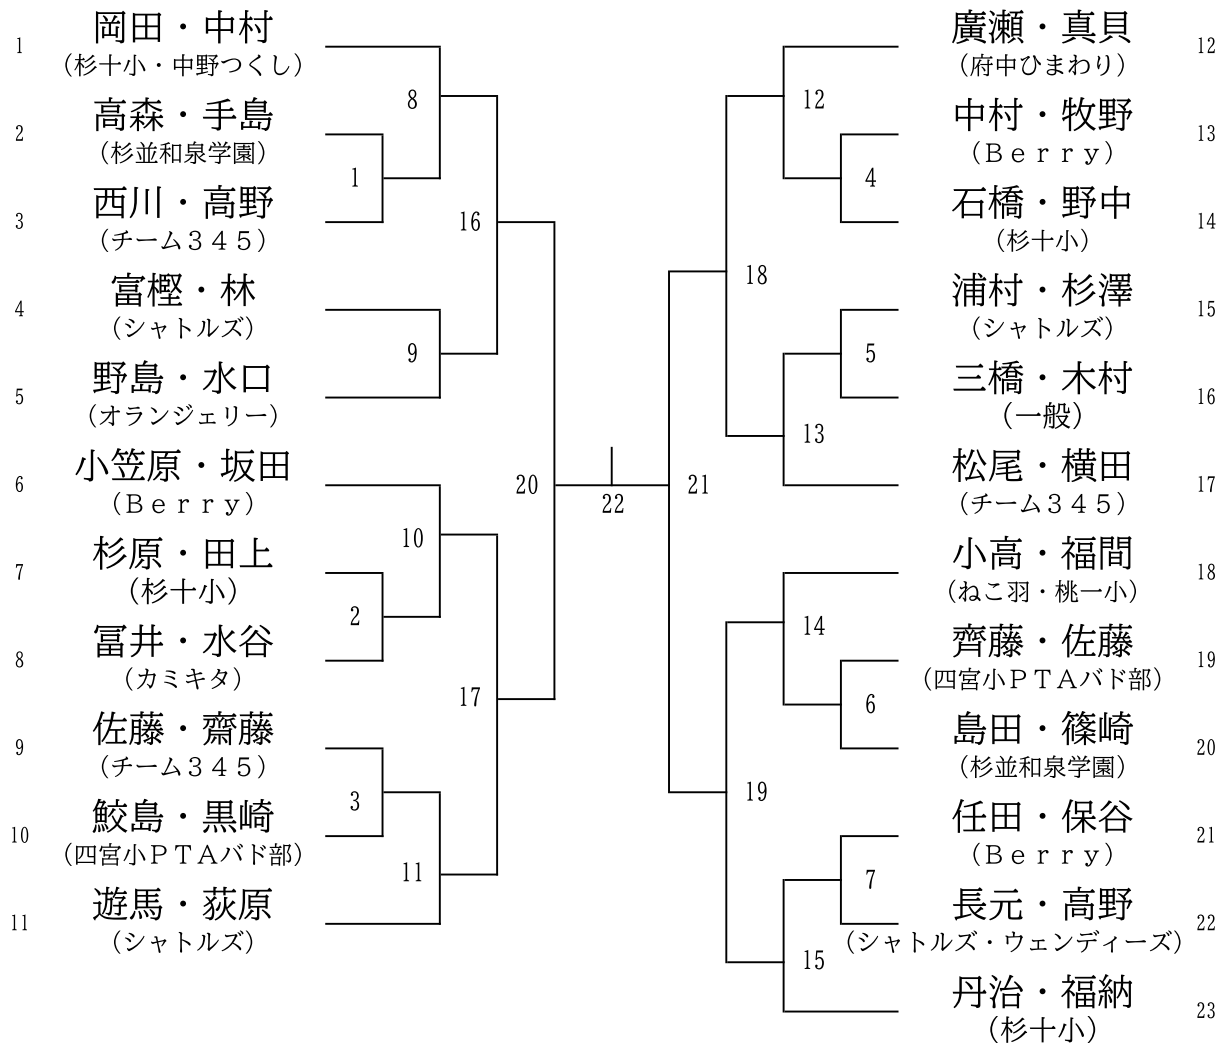 1
岡田・中村
（杉十小・中野つくし）
2
高森・手島
（杉並和泉学園）
3
西川・高野
（チーム３４５）
4
富樫・林
（シャトルズ）
5
野島・水口
（オランジェリー）
6
小笠原・坂田
（Ｂｅｒｒｙ）
7
杉原・田上
（杉十小）
8
冨井・水谷
（カミキタ）
9
佐藤・齋藤
（チーム３４５）
10
鮫島・黒崎
（四宮小ＰＴＡバド部）
11
遊馬・荻原
（シャトルズ）
8
1
16
9
20
10
2
17
3
11
22
21
12
4
18
5
13
14
6
19
7
15
廣瀬・真貝
12
（府中ひまわり）
中村・牧野
13
（Ｂｅｒｒｙ）
石橋・野中
14
（杉十小）
浦村・杉澤
15
（シャトルズ）
三橋・木村
16
（一般）
松尾・横田
17
（チーム３４５）
小高・福間
18
（ねこ羽・桃一小）
齊藤・佐藤
19
（四宮小ＰＴＡバド部）
島田・篠崎
20
（杉並和泉学園）
任田・保谷
21
（Ｂｅｒｒｙ）
長元・高野
22
（シャトルズ・ウェンディーズ）
丹治・福納
23
（杉十小）